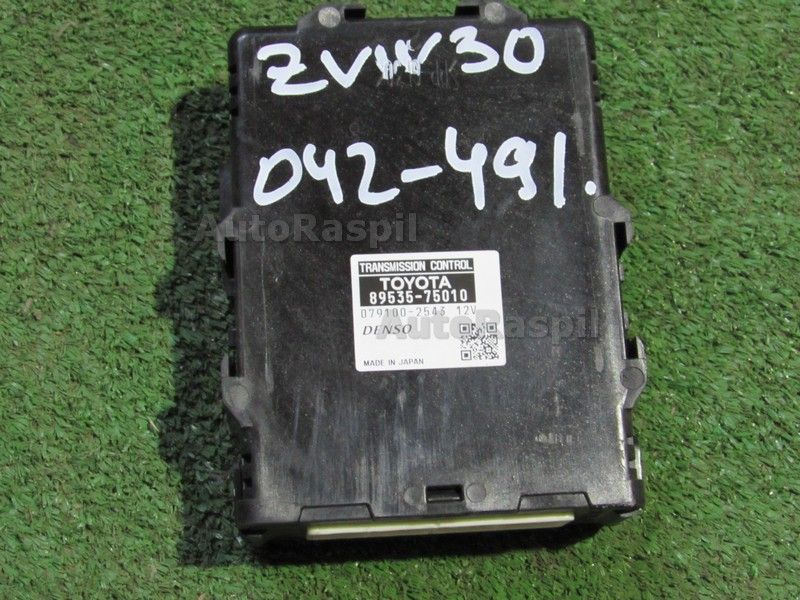 ZVW30
042-491.
AutoRaspil
TRANSMISSION CONTROL
TOYOTA
89535-75010
079100-2543 12V
DENSO
AutoRaspil
MADE IN JAPAN